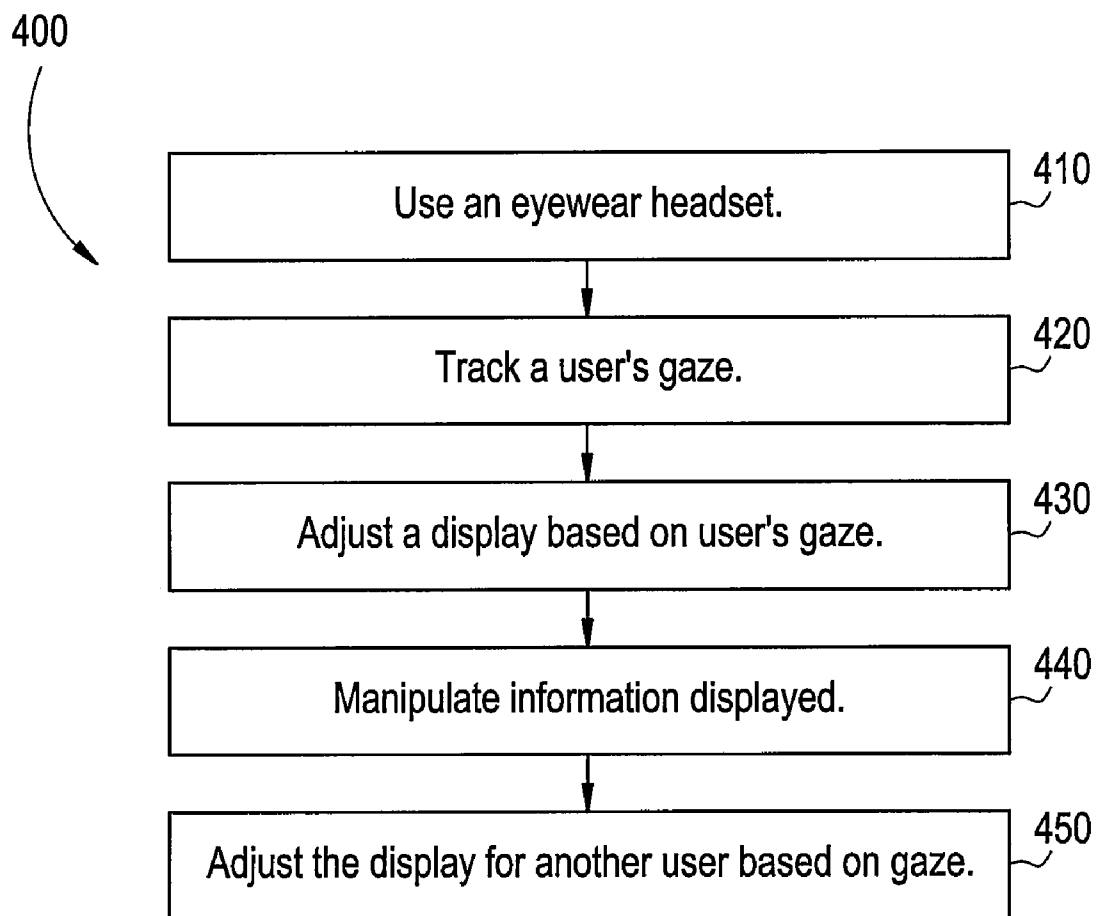 400
410
Use an eyewear headset.
420
Track a user's gaze.
430
Adjust a display based on user's gaze.
440
Manipulate information displayed.
450
Adjust the display for another user based on gaze.